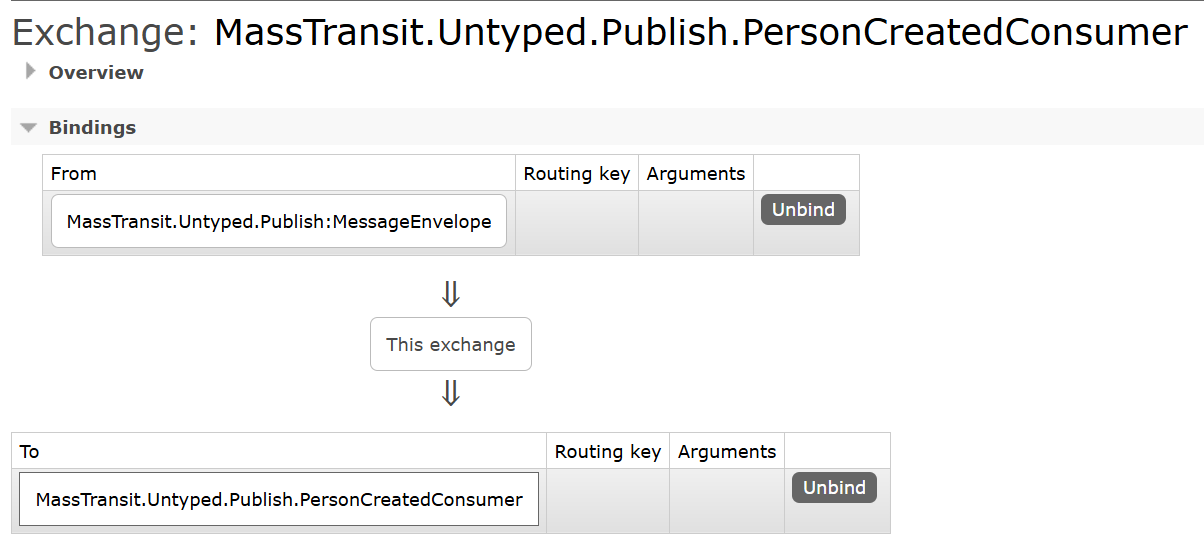 Exchange: MassTransit.Untyped.Publish.PersonCreatedConsumer
Overview
Bindings
From Routing key Arguments
MassTransit.Untyped.Publish:MessageEnvelope Unbind
⇓
This exchange
⇓
To Routing key Arguments
MassTransit.Untyped.Publish.PersonCreatedConsumer Unbind